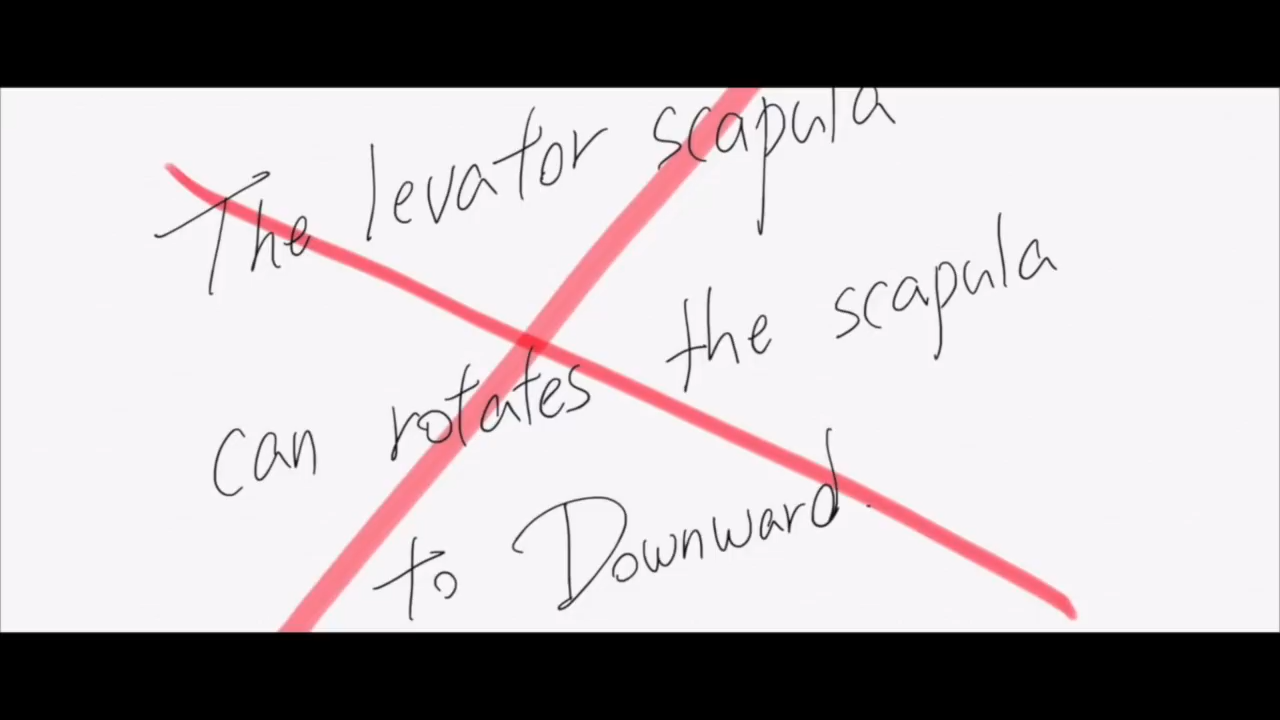 The levator scapula
can rotates the scapula
to Downward.